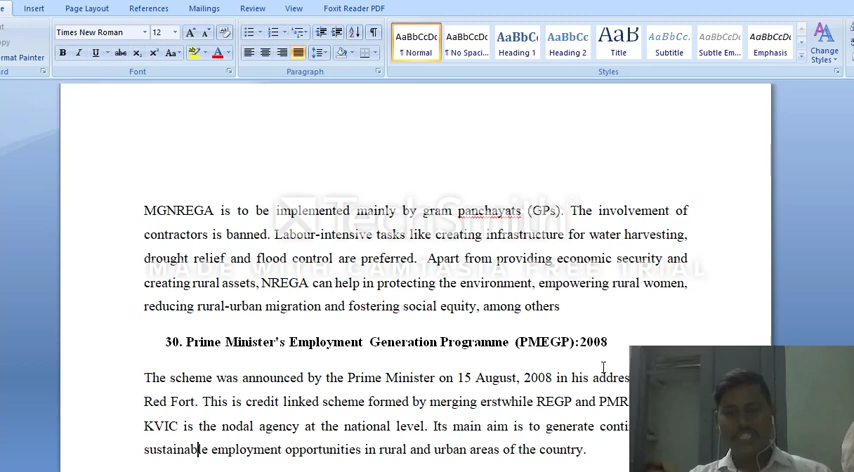 Insert Page Layout References Mailings Review View Foxit Reader PDF
Times New Roman 12
AaBbCcDc AaBbCcDc AaBbC AaBbCc AaB AaBbCcI AaBbCcDc AaBbCcDc
¶ Normal ¶ No Spaci... Heading 1 Heading 2 Title Subtitle Subtle Em... Emphasis Change
Styles
Format Painter
Font Paragraph Styles
MGNREGA is to be implemented mainly by gram panchayats (GPs). The involvement of
contractors is banned. Labour-intensive tasks like creating infrastructure for water harvesting,
drought relief and flood control are preferred. Apart from providing economic security and
creating rural assets, NREGA can help in protecting the environment, empowering rural women,
reducing rural-urban migration and fostering social equity, among others
TechSmith
MADE WITH CAMTASIA FREE TRIAL
30. Prime Minister's Employment Generation Programme (PMEGP):2008
The scheme was announced by the Prime Minister on 15 August, 2008 in his address
Red Fort. This is credit linked scheme formed by merging erstwhile REGP and PMR
KVIC is the nodal agency at the national level. Its main aim is to generate conti
sustainable employment opportunities in rural and urban areas of the country.